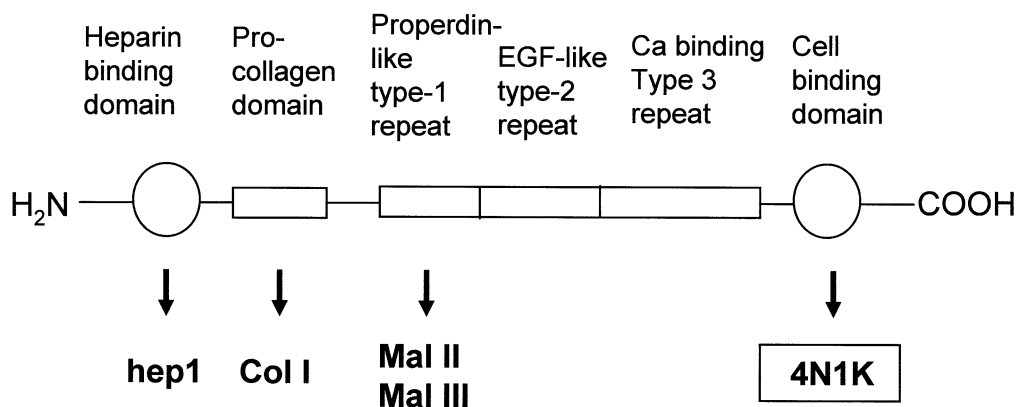 Heparin
binding
domain
Pro-
collagen
domain
Properdin-
like
type-1
repeat
EGF-like
type-2
repeat
Ca binding
Type 3
repeat
Cell
binding
domain
H₂N
COOH
hep1
Col I
Mal II
Mal III
4N1K